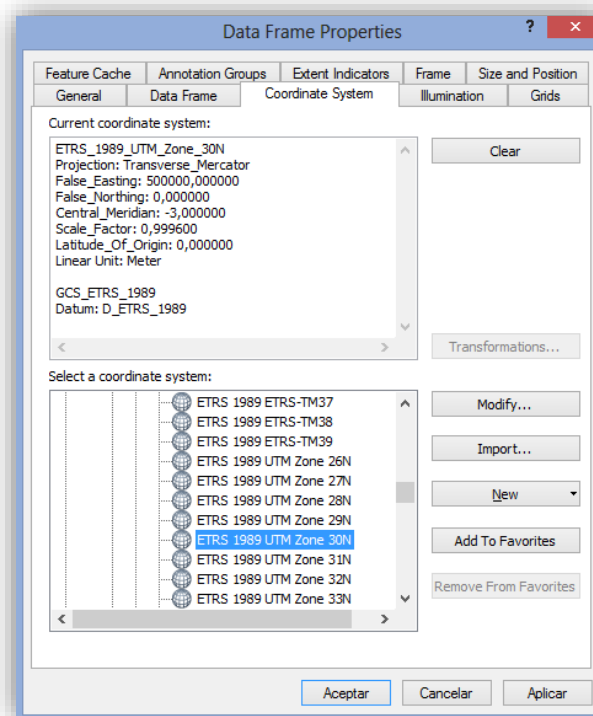 Data Frame Properties
?
Feature Cache Annotation Groups Extent Indicators Frame Size and Position
General Data Frame Coordinate System Illumination Grids
Current coordinate system:
ETRS_1989_UTM_Zone_30N
Projection: Transverse_Mercator
False_Easting: 500000,000000
False_Northing: 0,000000
Central_Meridian: -3,000000
Scale_Factor: 0,999600
Latitude_Of_Origin: 0,000000
Linear Unit: Meter
GCS_ETRS_1989
Datum: D_ETRS_1989
Clear
Transformations...
Select a coordinate system:
ETRS 1989 ETRS-TM37
ETRS 1989 ETRS-TM38
ETRS 1989 ETRS-TM39
ETRS 1989 UTM Zone 26N
ETRS 1989 UTM Zone 27N
ETRS 1989 UTM Zone 28N
ETRS 1989 UTM Zone 29N
ETRS 1989 UTM Zone 30N
ETRS 1989 UTM Zone 31N
ETRS 1989 UTM Zone 32N
ETRS 1989 UTM Zone 33N
Modify...
Import...
New
Add To Favorites
Remove From Favorites
Aceptar Cancelar Aplicar